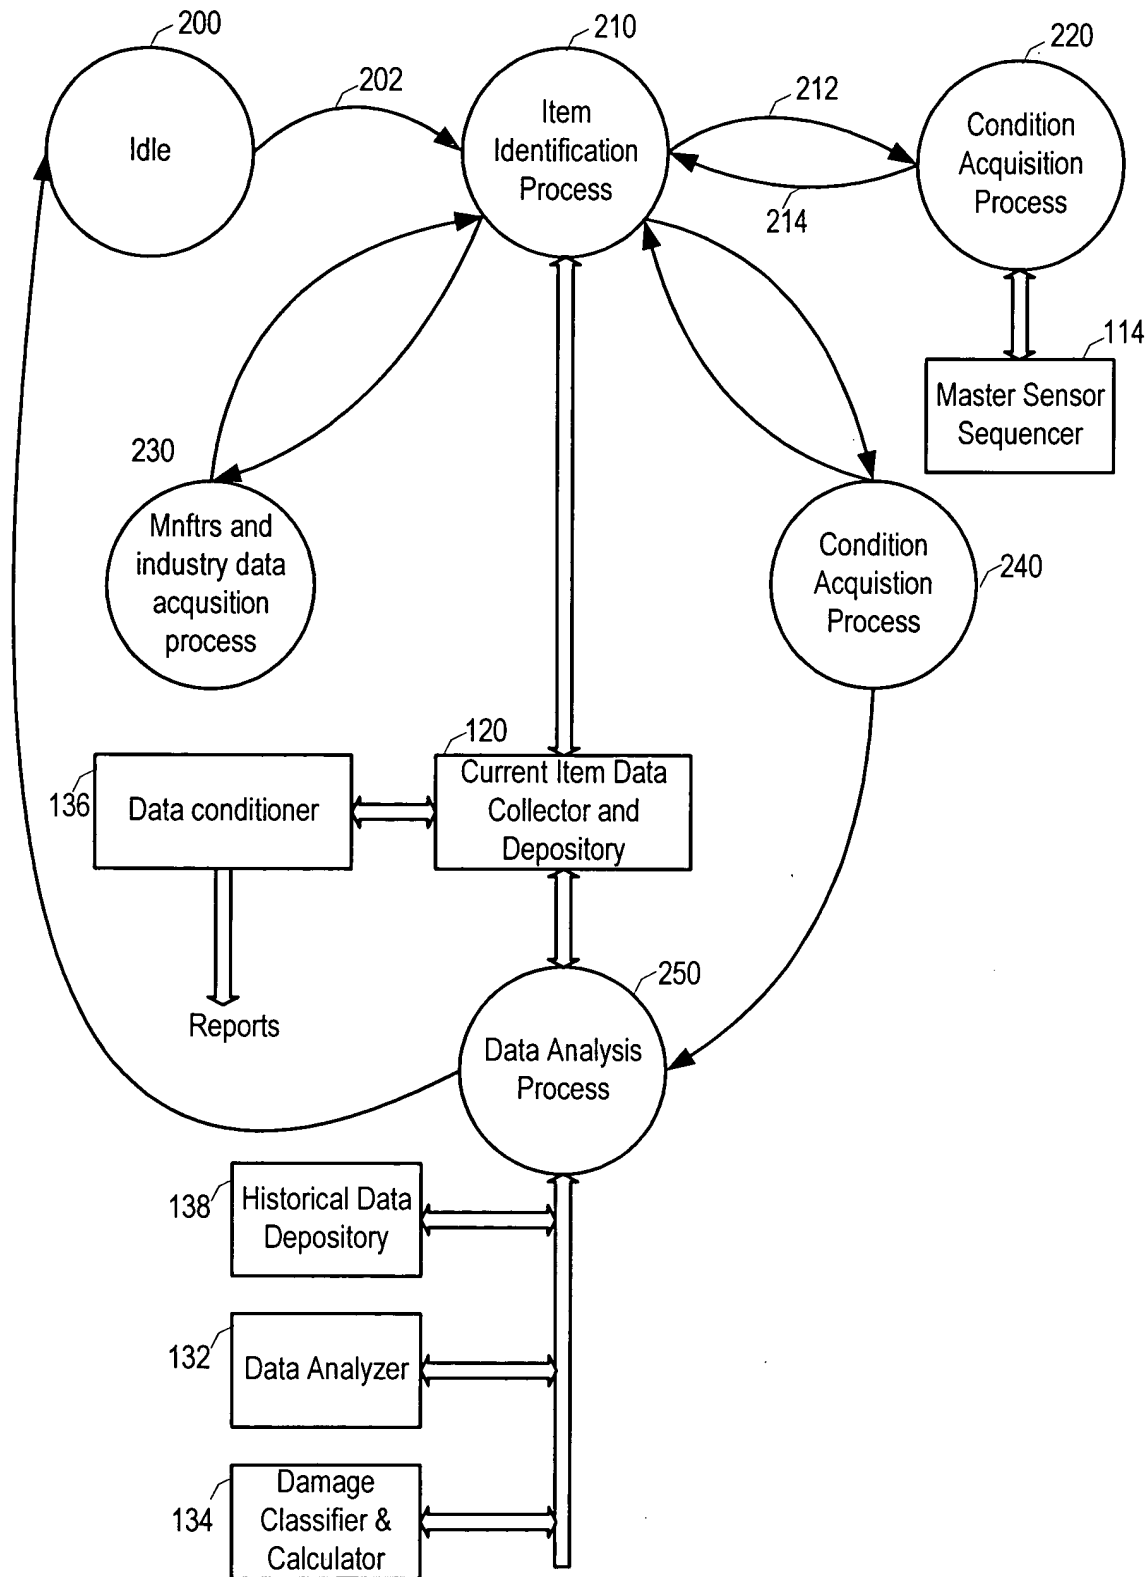 200
Idle
202
210
Item
Identification
Process
212
214
220
Condition
Acquisition
Process
114
Master Sensor
Sequencer
230
Mnftrs and
industry data
acqusition
process
Condition
Acquistion
Process
240
136
Data conditioner
120
Current Item Data
Collector and
Depository
Reports
250
Data Analysis
Process
138
Historical Data
Depository
132
Data Analyzer
134
Damage
Classifier &
Calculator